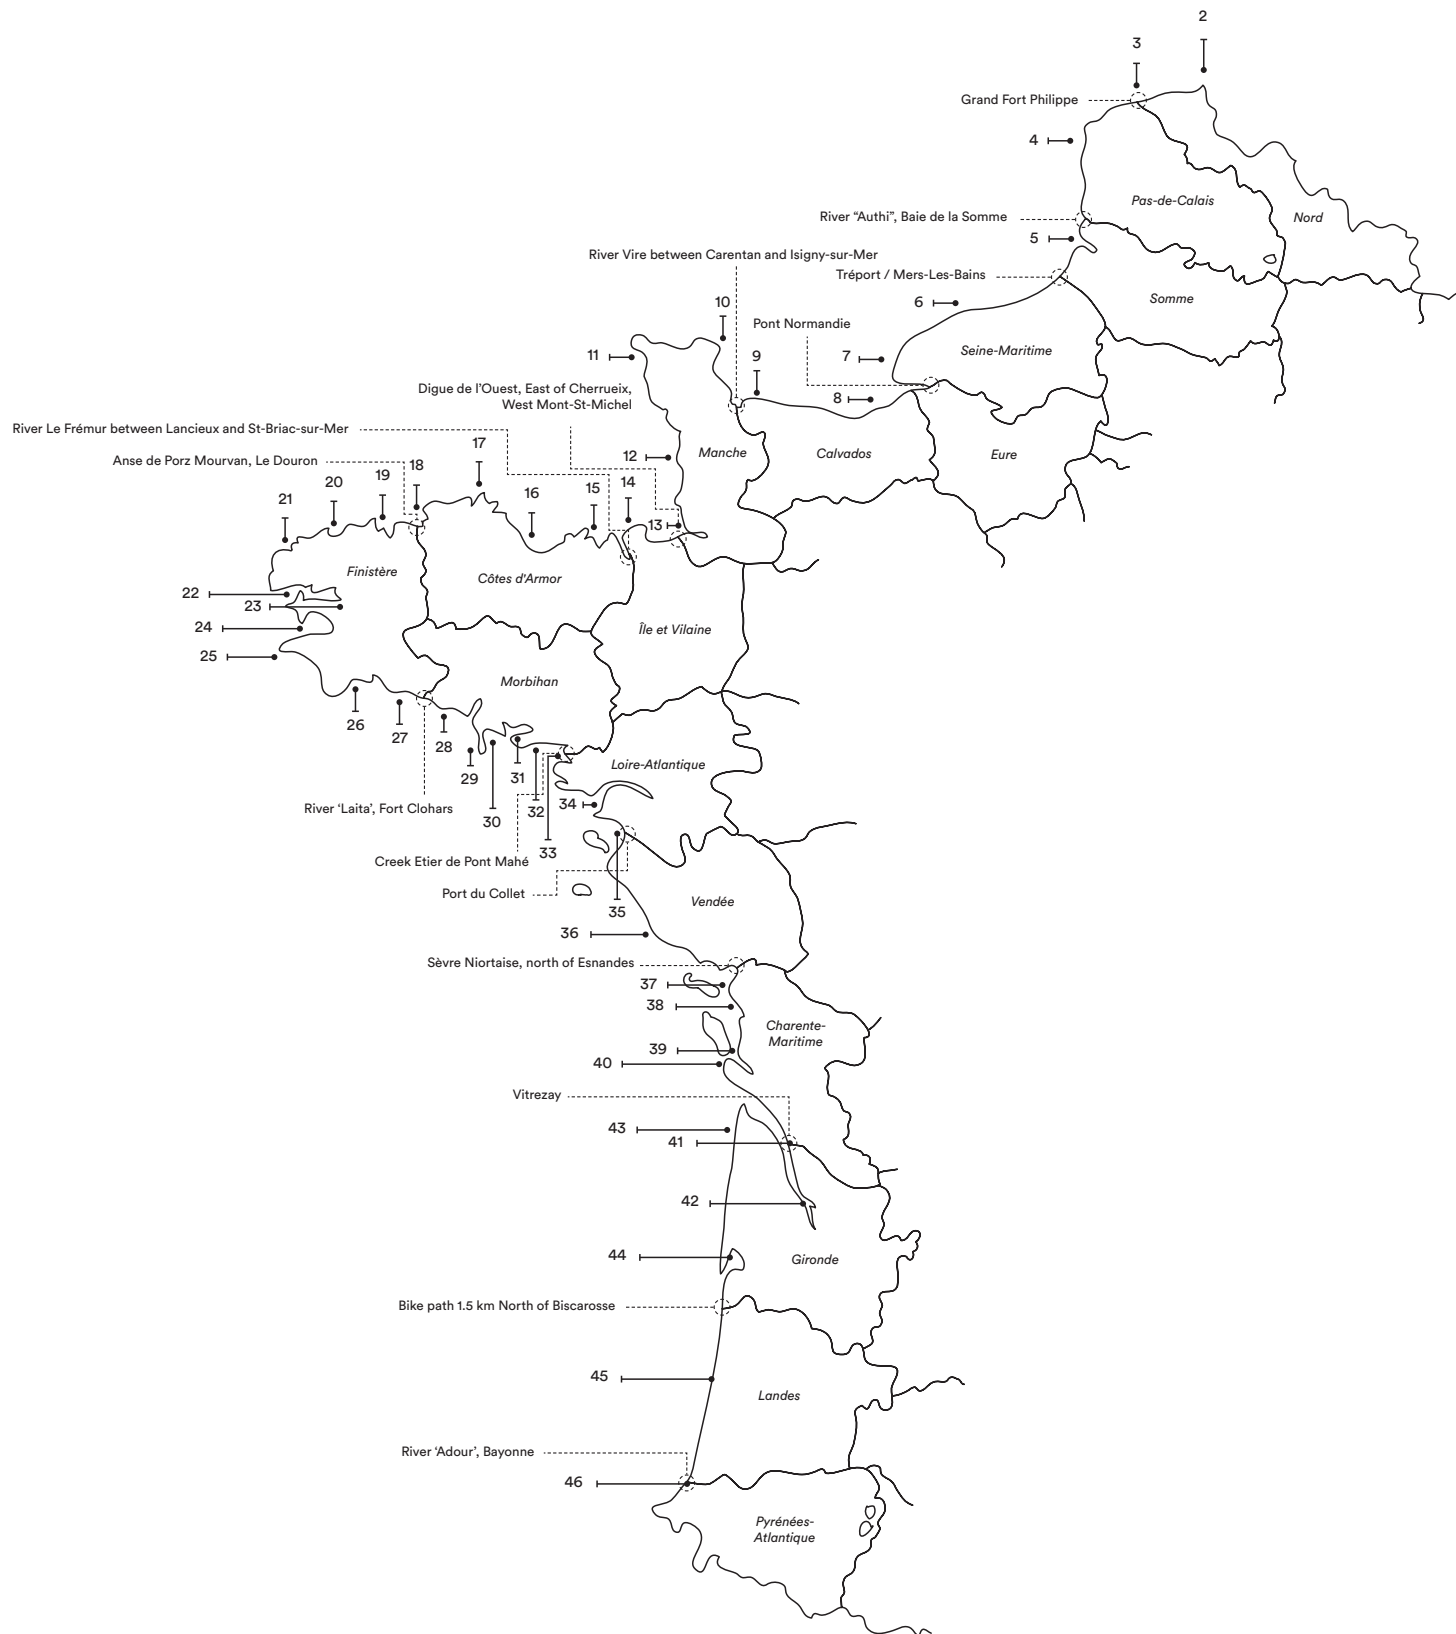 2
3
Grand Fort Philippe
4
Pas-de-Calais
River “Authi”, Baie de la Somme
Nord
5
River Vire between Carentan and Isigny-sur-Mer
Tréport / Mers-Les-Bains
Somme
10
6
Pont Normandie
11
9
7
Seine-Maritime
Digue de l’Ouest, East of Cherrueix,
West Mont-St-Michel
8
River Le Frémur between Lancieux and St-Briac-sur-Mer
17
12
Manche
Calvados
Eure
Anse de Porz Mourvan, Le Douron
18
19
20
21
16
15
14
13
Finistère
Côtes d'Armor
22
23
24
Île et Vilaine
25
Morbihan
26
27
28
29
30
31
32
33
Loire-Atlantique
34
River ‘Laita’, Fort Clohars
Creek Etier de Pont Mahé
Port du Collet
35
Vendée
36
Sèvre Niortaise, north of Esnandes
37
38
Charente-
Maritime
39
40
Vitrezay
43
41
42
44
Gironde
Bike path 1.5 km North of Biscarosse
45
Landes
River ‘Adour’, Bayonne
46
Pyrénées-
Atlantique